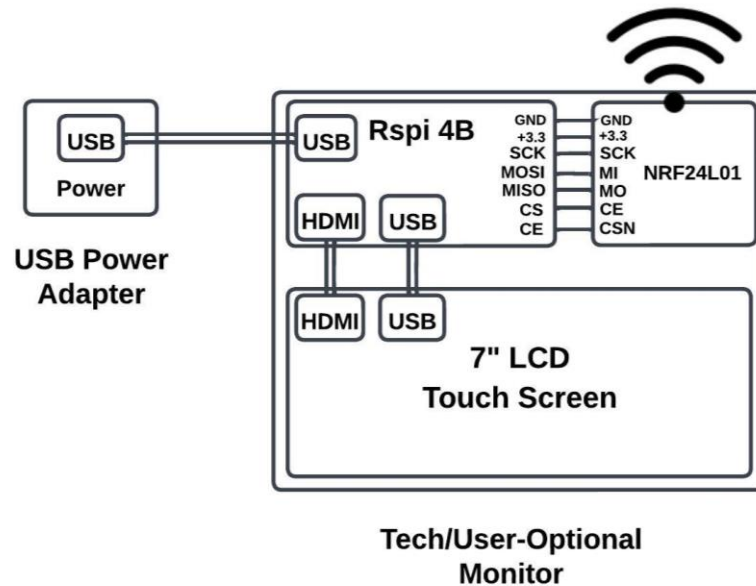 USB
Power
USB Power
Adapter
USB
Rspi 4B
HDMI
USB
GND
+3.3
SCK
MOSI
MISO
CS
CE
GND
+3.3
SCK
MI
MO
CE
CSN
NRF24L01
HDMI
USB
7" LCD
Touch Screen
Tech/User-Optional
Monitor